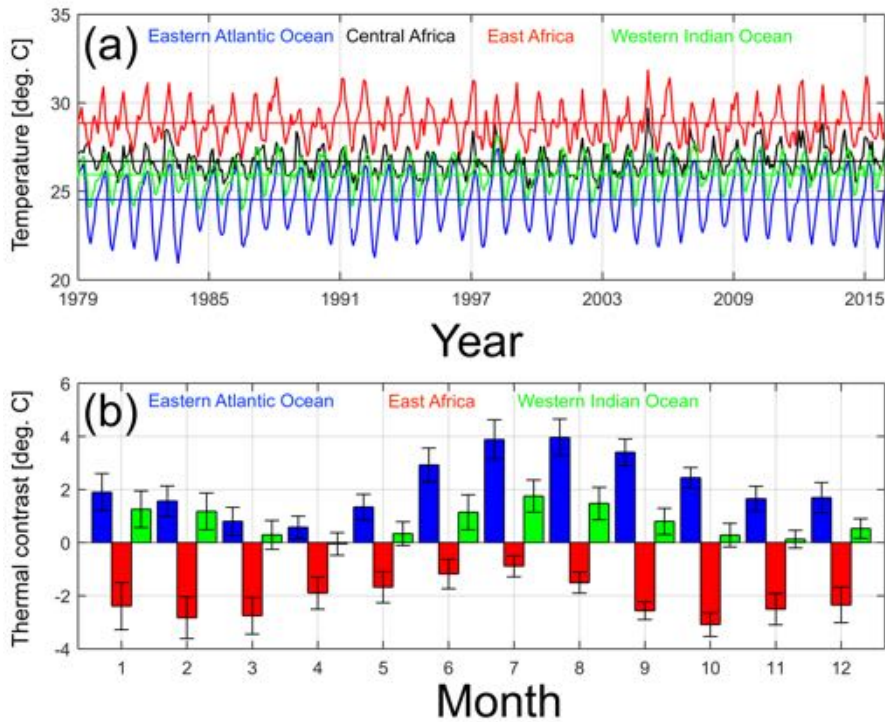 (a)
Eastern Atlantic Ocean Central Africa East Africa Western Indian Ocean
Temperature [deg. C]
35
30
25
20
1979 1985 1991 1997 2003 2009 2015
Year
(b)
Eastern Atlantic Ocean East Africa Western Indian Ocean
Thermal contrast [deg. C]
6
4
2
0
-2
-4
1 2 3 4 5 6 7 8 9 10 11 12
Month